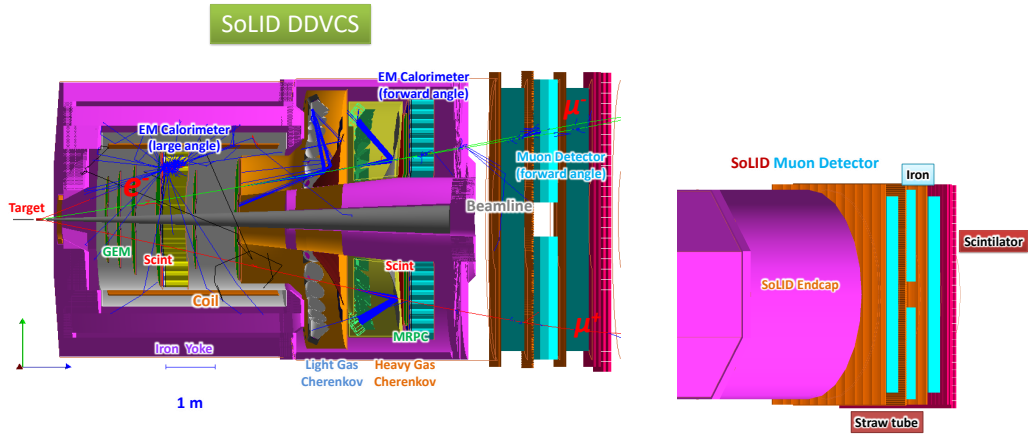 SoLID DDVCS
EM Calorimeter
(forward angle)
EM Calorimeter
(large angle)
μ-
e
Muon Detector
(forward angle)
Target
Beamline
GEM
Scint
Scint
Coil
μ+
MRPC
Iron Yoke
Light Gas
Cherenkov
Heavy Gas
Cherenkov
1 m
SoLID Muon Detector
Iron
Scintilator
SoLID Endcap
Straw tube